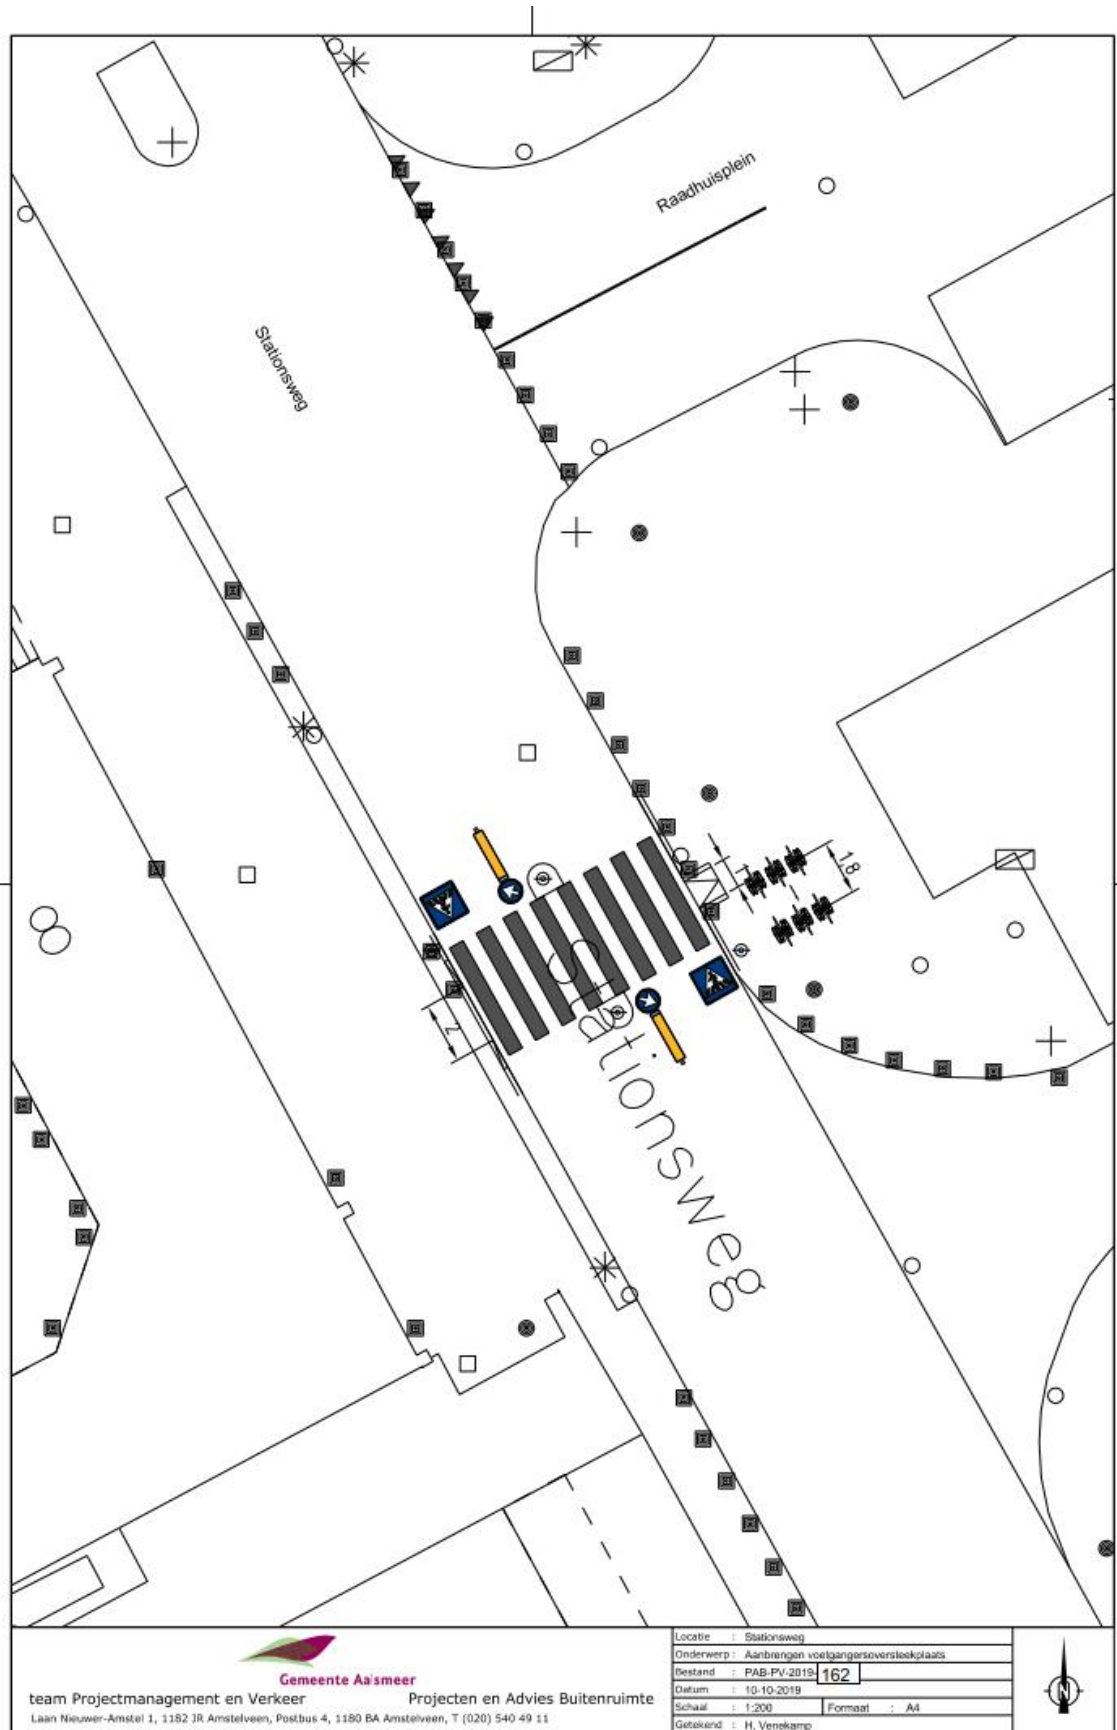 Raadhuisplein
Stationsweg
1,8
2
Stationsweg
N
Gemeente Aalsmeer
team Projectmanagement en Verkeer
Projecten en Advies Buitenruimte
Laan Nieuwer-Amstel 1, 1182 JR Amstelveen, Postbus 4, 1180 BA Amstelveen, T (020) 540 49 11
Locatie : Stationsweg
Onderwerp : Aanbrengen voetgangersoversteekplaats
Bestand : PAB-PV-2019-162
Datum : 10-10-2019
Schaal : 1:200 Formaat : A4
Getekend : H. Venekamp